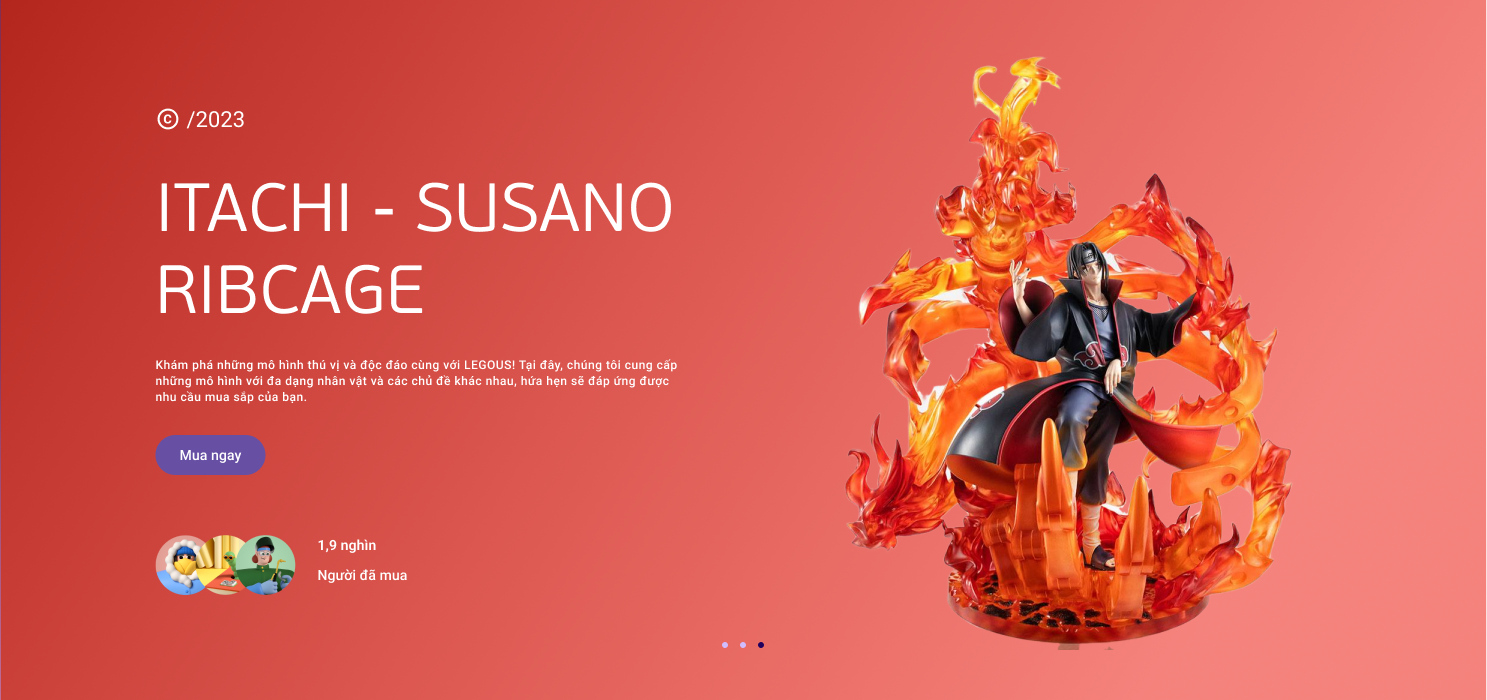 © /2023
ITACHI - SUSANO
RIBCAGE
Khám phá những mô hình thú vị và độc đáo cùng với LEGOUS! Tại đây, chúng tôi cung cấp
những mô hình với đa dạng nhân vật và các chủ đề khác nhau, hứa hẹn sẽ đáp ứng được
nhu cầu mua sắp của bạn.
Mua ngay
1,9 nghìn
Người đã mua